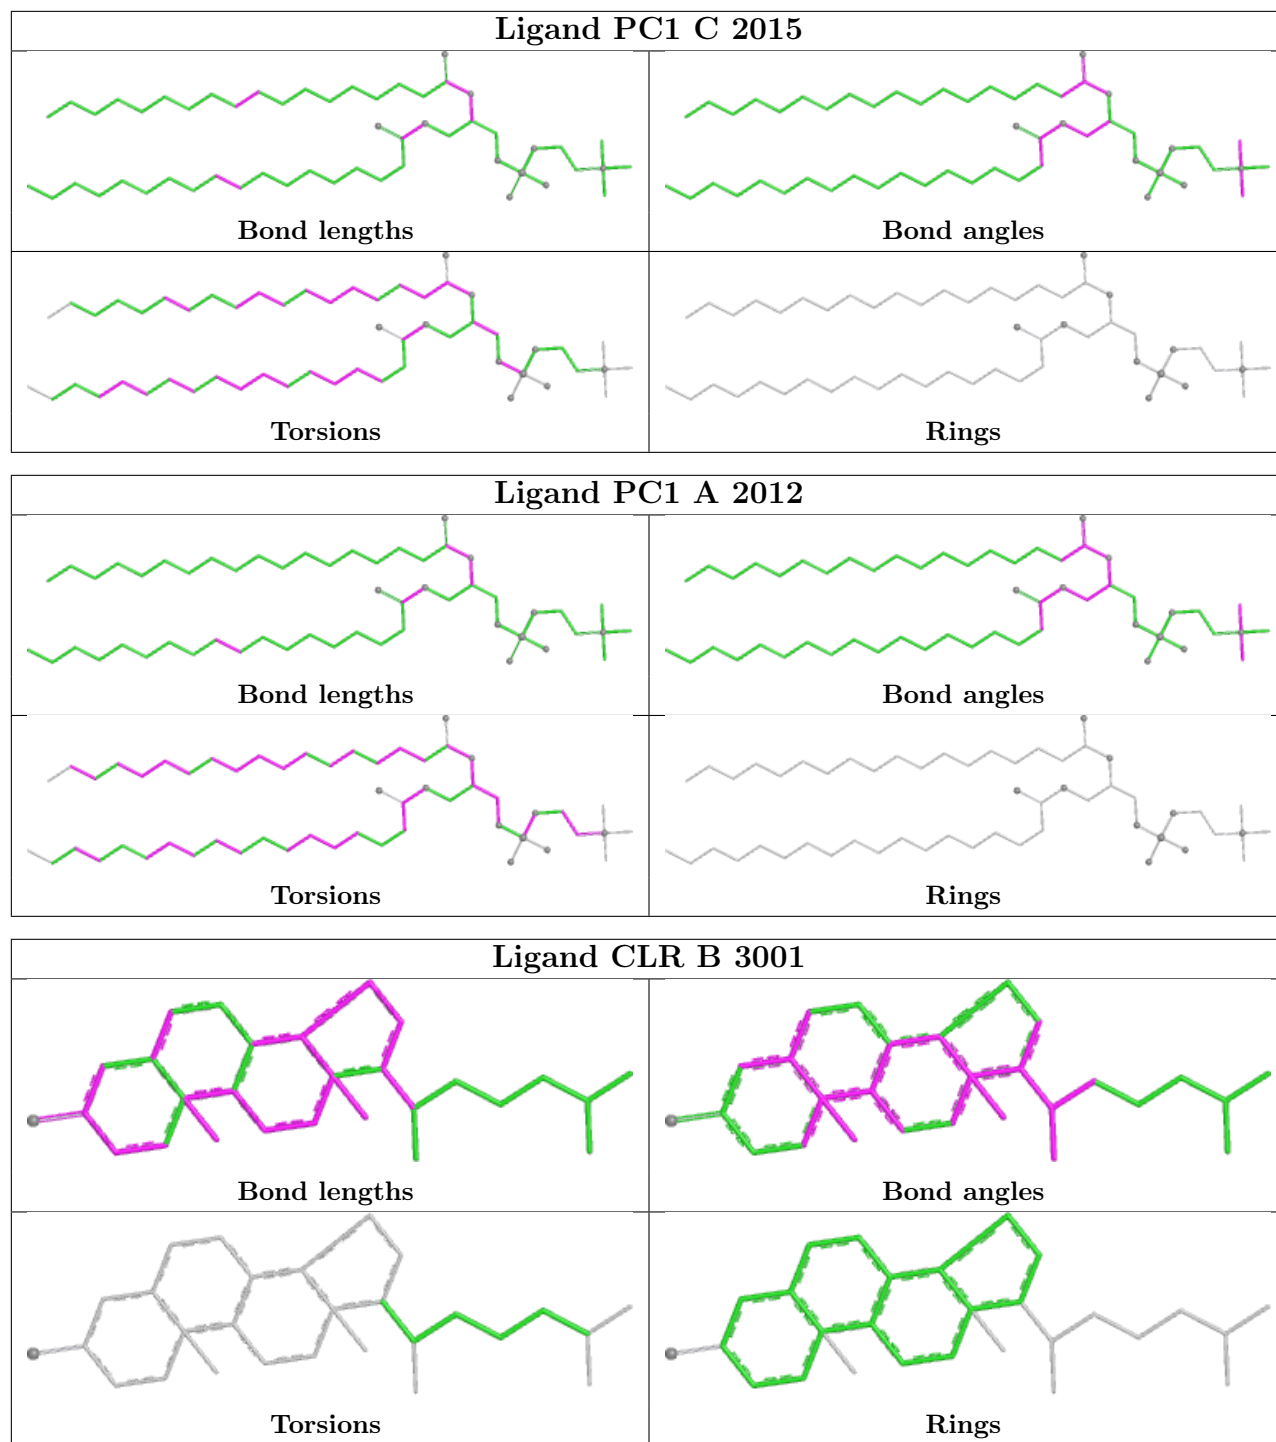 Ligand PC1 C 2015
Bond lengths
Bond angles
Torsions
Rings
Ligand PC1 A 2012
Bond lengths
Bond angles
Torsions
Rings
Ligand CLR B 3001
Bond lengths
Bond angles
Torsions
Rings